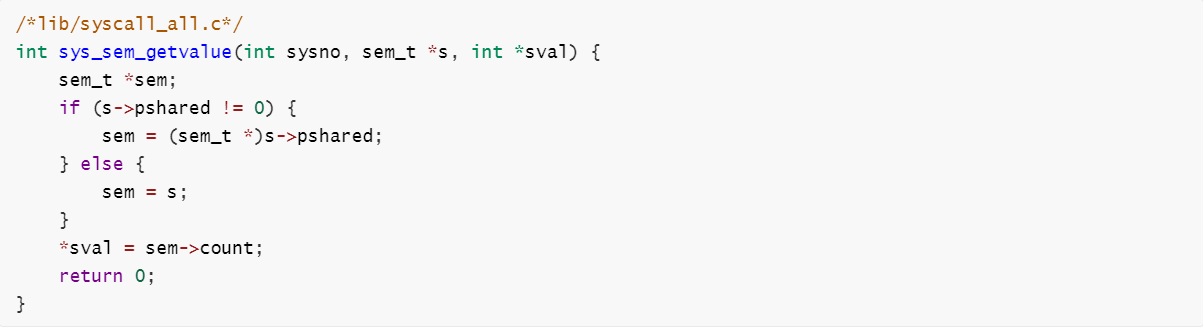 /*lib/syscall_all.c*/
int sys_sem_getvalue(int sysno, sem_t *s, int *sval) {
    sem_t *sem;
    if (s->pshared != 0) {
        sem = (sem_t *)s->pshared;
    } else {
        sem = s;
    }
    *sval = sem->count;
    return 0;
}